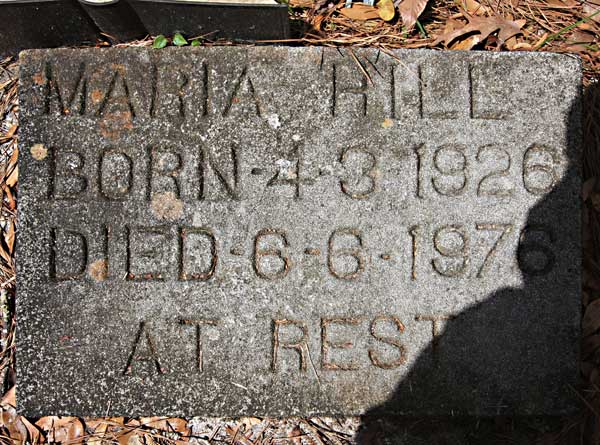 MARIA HILL
BORN-4-3-1926
DIED-6-6-1976
AT REST